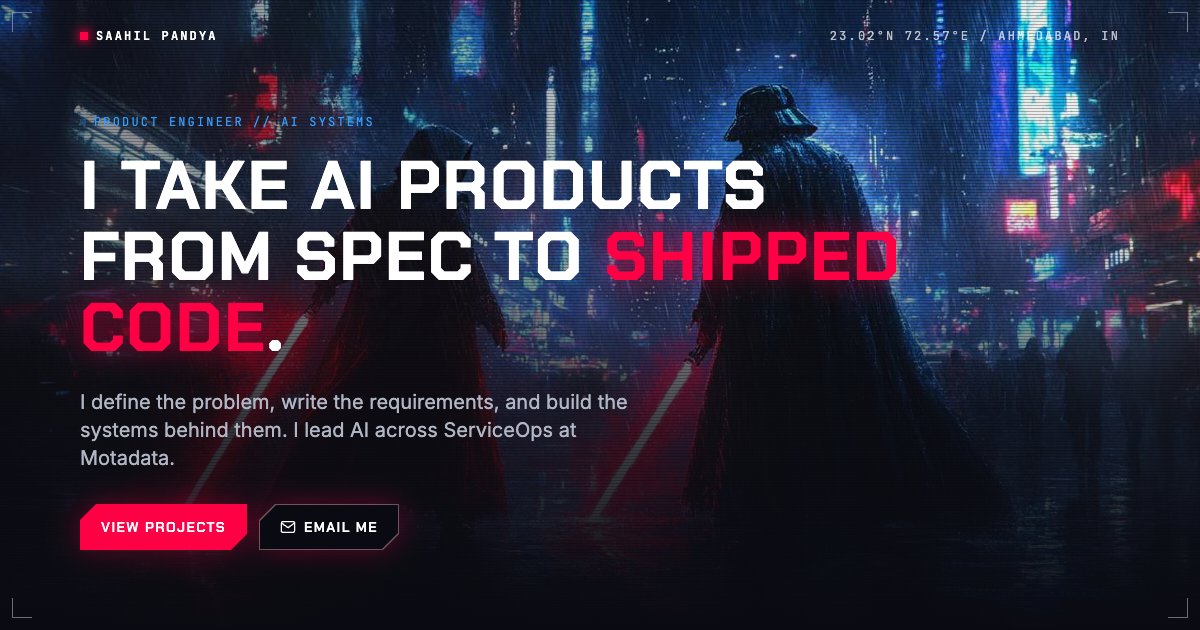 SAAHIL PANDYA
23.02°N 72.57°E / AHMEDABAD, IN
PRODUCT ENGINEER // AI SYSTEMS
I TAKE AI PRODUCTS
FROM SPEC TO SHIPPED
CODE.
I define the problem, write the requirements, and build the
systems behind them. I lead AI across ServiceOps at
Motadata.
VIEW PROJECTS
EMAIL ME